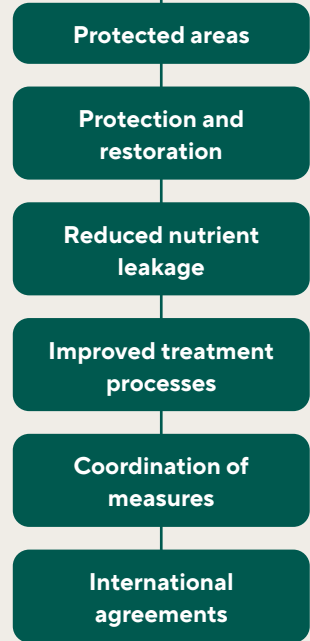 Protected areas
Protection and
restoration
Reduced nutrient
leakage
Improved treatment
processes
Coordination of
measures
International
agreements